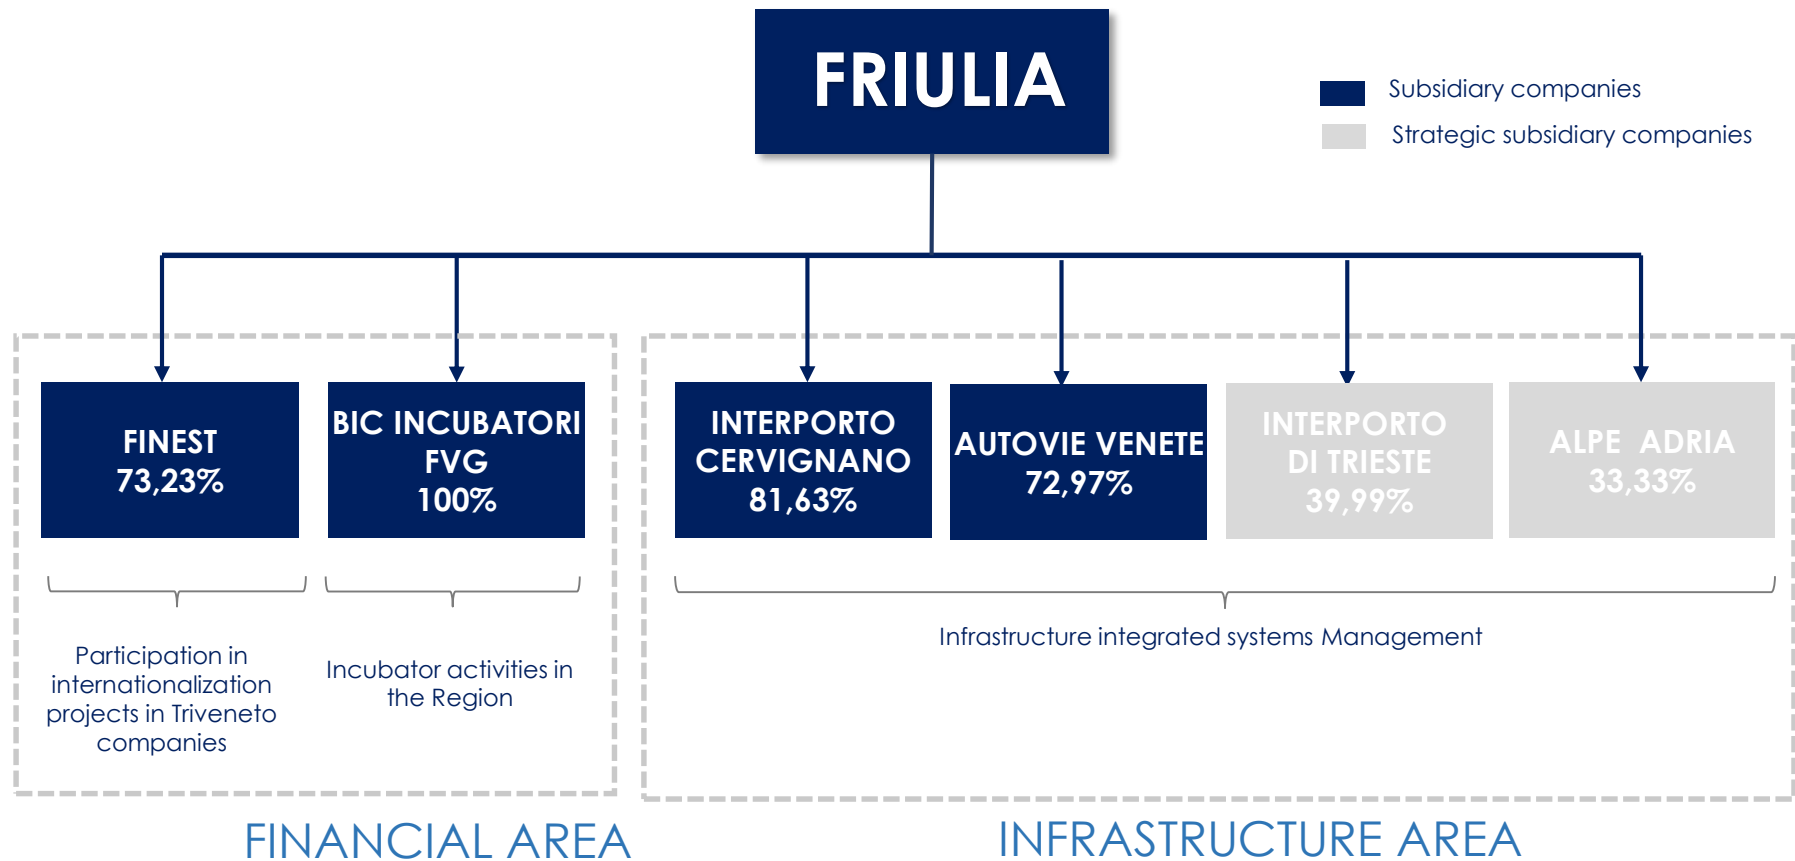 FRIULIA
Subsidiary companies
Strategic subsidiary companies
FINEST
73,23%
BIC INCUBATORI
FVG
100%
INTERPORTO
CERVIGNANO
81,63%
AUTOVIE VENETE
72,97%
INTERPORTO
DI TRIESTE
39,99%
ALPE ADRIA
33,33%
Participation in
internationalization
projects in Triveneto
companies
Incubator activities in
the Region
Infrastructure integrated systems Management
FINANCIAL AREA
INFRASTRUCTURE AREA